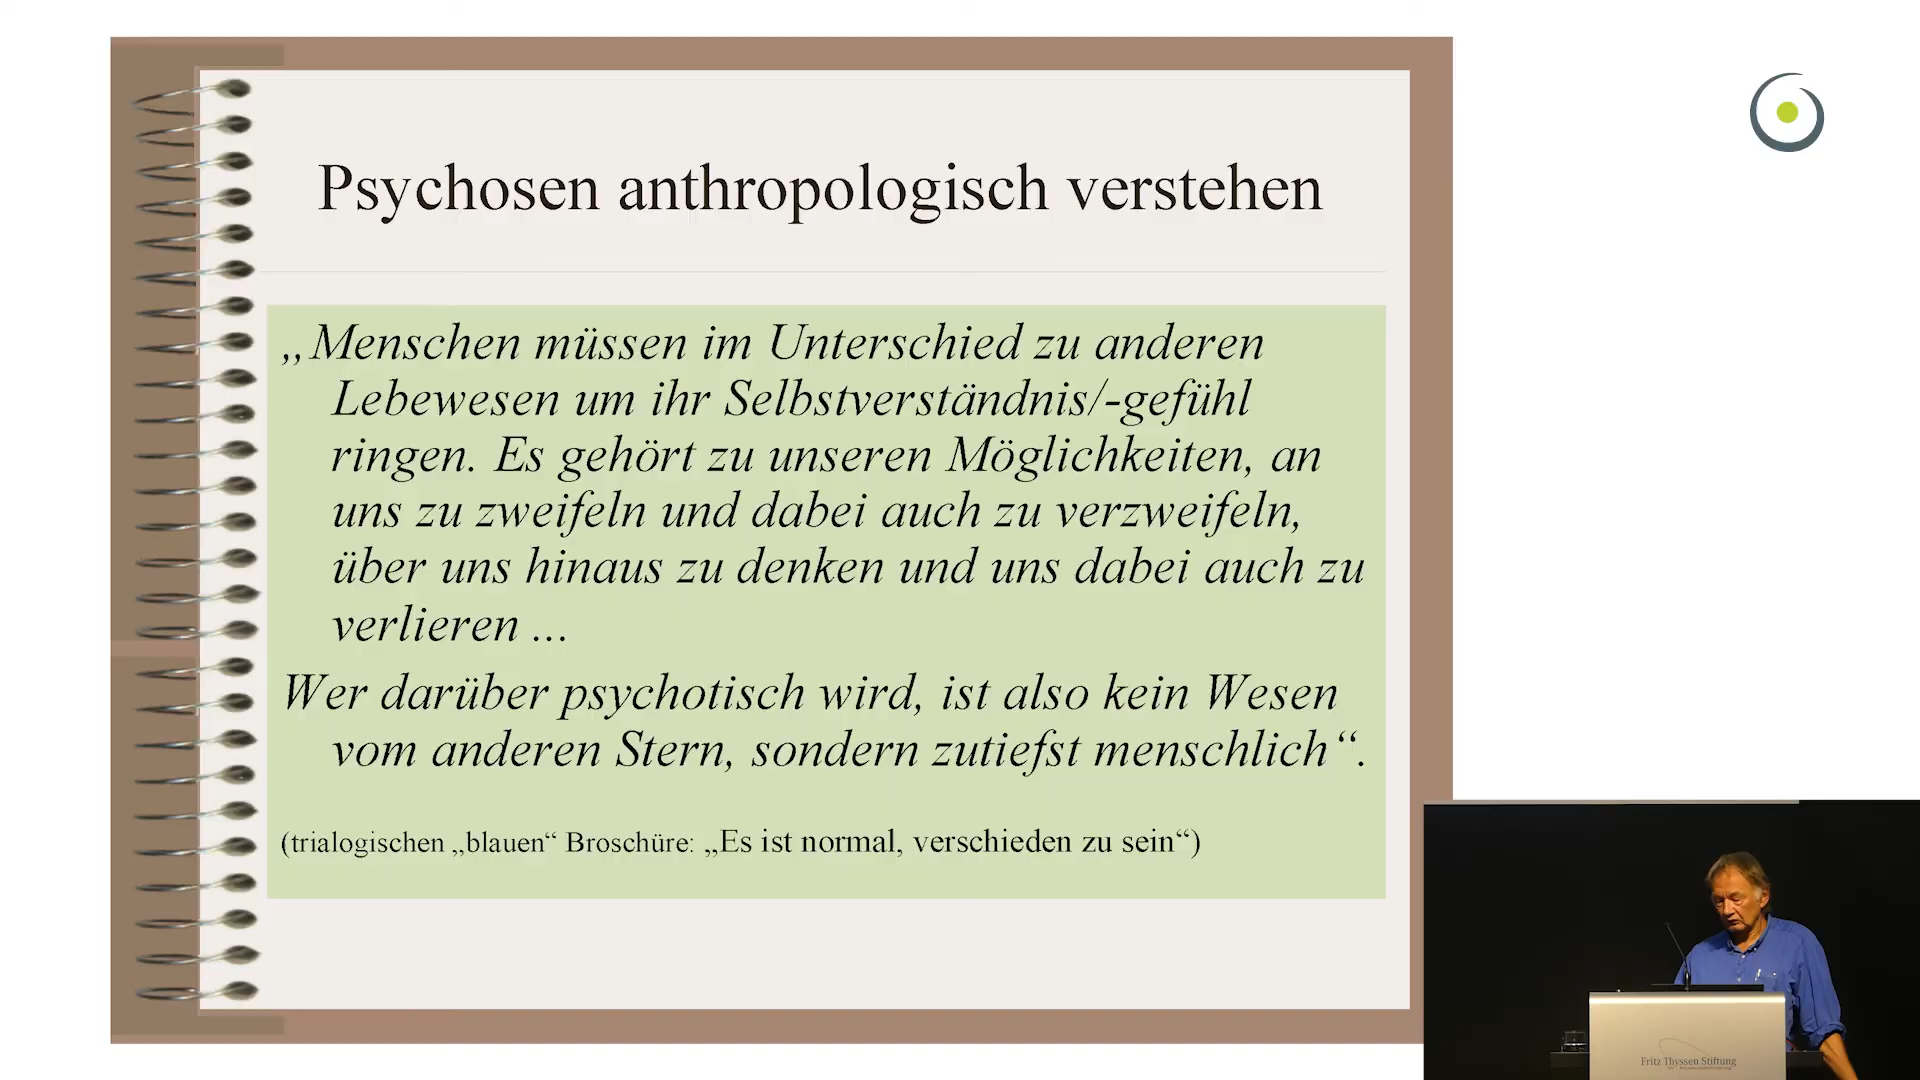 Psychosen anthropologisch verstehen
„Menschen müssen im Unterschied zu anderen
Lebewesen um ihr Selbstverständnis/-gefühl
ringen. Es gehört zu unseren Möglichkeiten, an
uns zu zweifeln und dabei auch zu verzweifeln,
über uns hinaus zu denken und uns dabei auch zu
verlieren ...
Wer darüber psychotisch wird, ist also kein Wesen
vom anderen Stern, sondern zutiefst menschlich“.
(trialogischen „blauen“ Broschüre: „Es ist normal, verschieden zu sein“)
Fritz Thyssen Stiftung